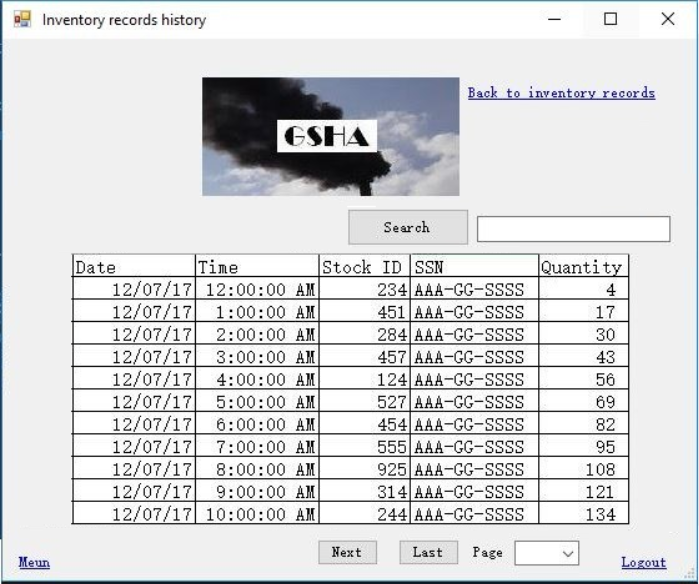 Inventory records history
GSHA
Back to inventory records
Search
Date Time Stock ID SSN Quantity
12/07/17 12:00:00 AM 234 AAA-GG-SSSS 4
12/07/17 1:00:00 AM 451 AAA-GG-SSSS 17
12/07/17 2:00:00 AM 284 AAA-GG-SSSS 30
12/07/17 3:00:00 AM 457 AAA-GG-SSSS 43
12/07/17 4:00:00 AM 124 AAA-GG-SSSS 56
12/07/17 5:00:00 AM 527 AAA-GG-SSSS 69
12/07/17 6:00:00 AM 454 AAA-GG-SSSS 82
12/07/17 7:00:00 AM 555 AAA-GG-SSSS 95
12/07/17 8:00:00 AM 925 AAA-GG-SSSS 108
12/07/17 9:00:00 AM 314 AAA-GG-SSSS 121
12/07/17 10:00:00 AM 244 AAA-GG-SSSS 134
Next Last Page
Meun Logout